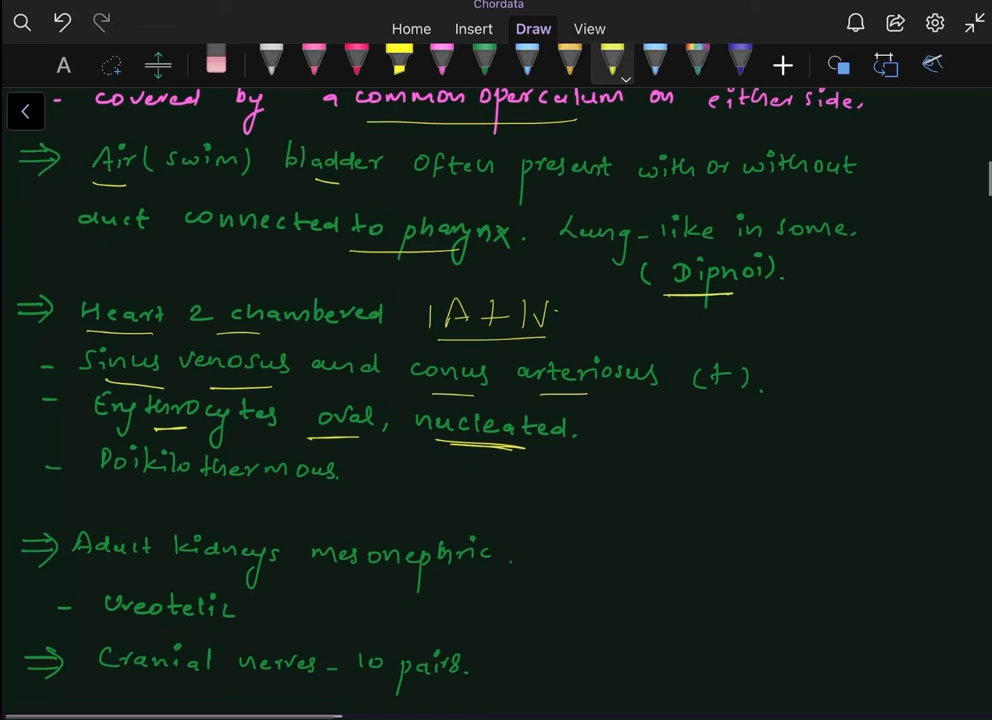 Chordata
Home Insert Draw View
A
- covered by a common operculum on either side.
⇒ Air (swim) bladder often present with or without
duct connected to pharynx. Lung-like in some.
(Dipnoi).
⇒ Heart 2 chambered 1A+1V.
- Sinus venosus and conus arteriosus (+).
- Erythrocytes oval, nucleated.
- Poikilothermous.
⇒ Adult kidneys mesonephric.
- Ureotelic
⇒ Cranial nerves - 10 pairs.